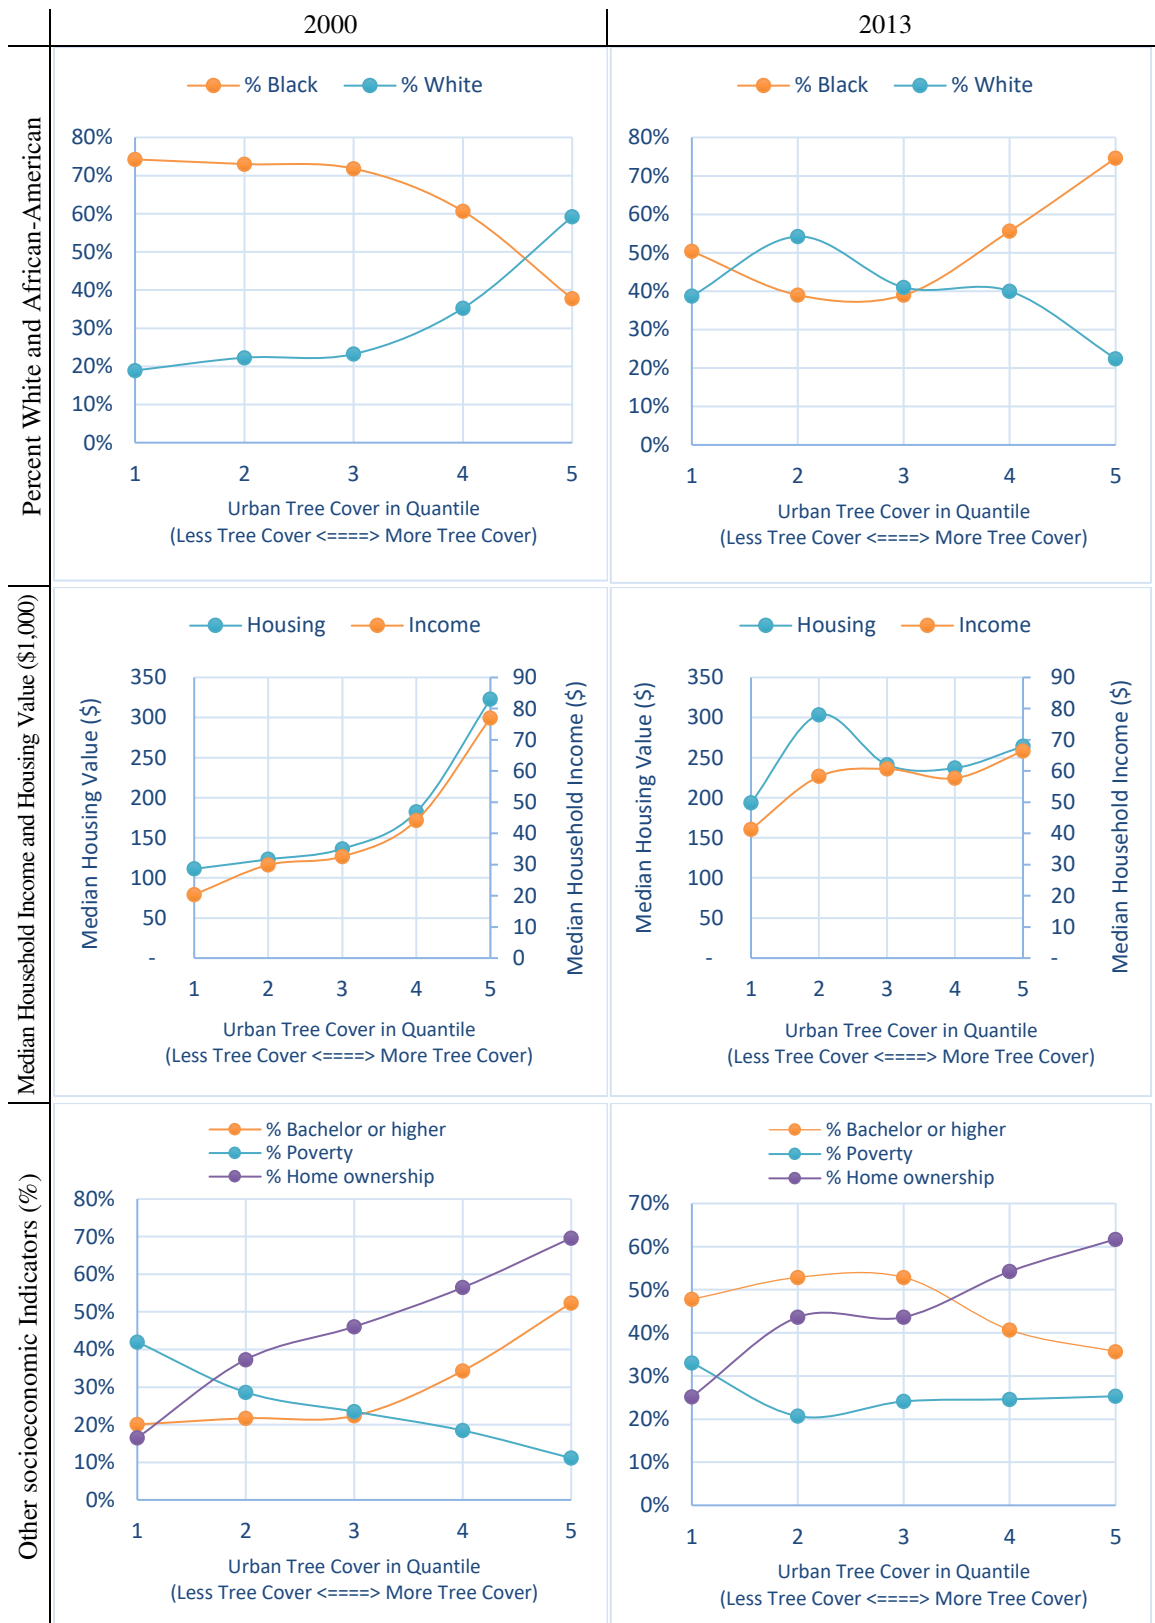 2000
2013
Percent White and African-American
% Black % White
80%
70%
60%
50%
40%
30%
20%
10%
0%
1 2 3 4 5
Urban Tree Cover in Quantile
(Less Tree Cover <====> More Tree Cover)
% Black % White
80%
70%
60%
50%
40%
30%
20%
10%
0%
1 2 3 4 5
Urban Tree Cover in Quantile
(Less Tree Cover <====> More Tree Cover)
Median Household Income and Housing Value ($1,000)
Housing Income
Median Housing Value ($)
350
300
250
200
150
100
50
-
90
80
70
60
50
40
30
20
10
0
Median Household Income ($)
1 2 3 4 5
Urban Tree Cover in Quantile
(Less Tree Cover <====> More Tree Cover)
Housing Income
Median Housing Value ($)
350
300
250
200
150
100
50
-
90
80
70
60
50
40
30
20
10
-
Median Household Income ($)
1 2 3 4 5
Urban Tree Cover in Quantile
(Less Tree Cover <====> More Tree Cover)
Other socioeconomic Indicators (%)
% Bachelor or higher
% Poverty
% Home ownership
80%
70%
60%
50%
40%
30%
20%
10%
0%
1 2 3 4 5
Urban Tree Cover in Quantile
(Less Tree Cover <====> More Tree Cover)
% Bachelor or higher
% Poverty
% Home ownership
70%
60%
50%
40%
30%
20%
10%
0%
1 2 3 4 5
Urban Tree Cover in Quantile
(Less Tree Cover <====> More Tree Cover)